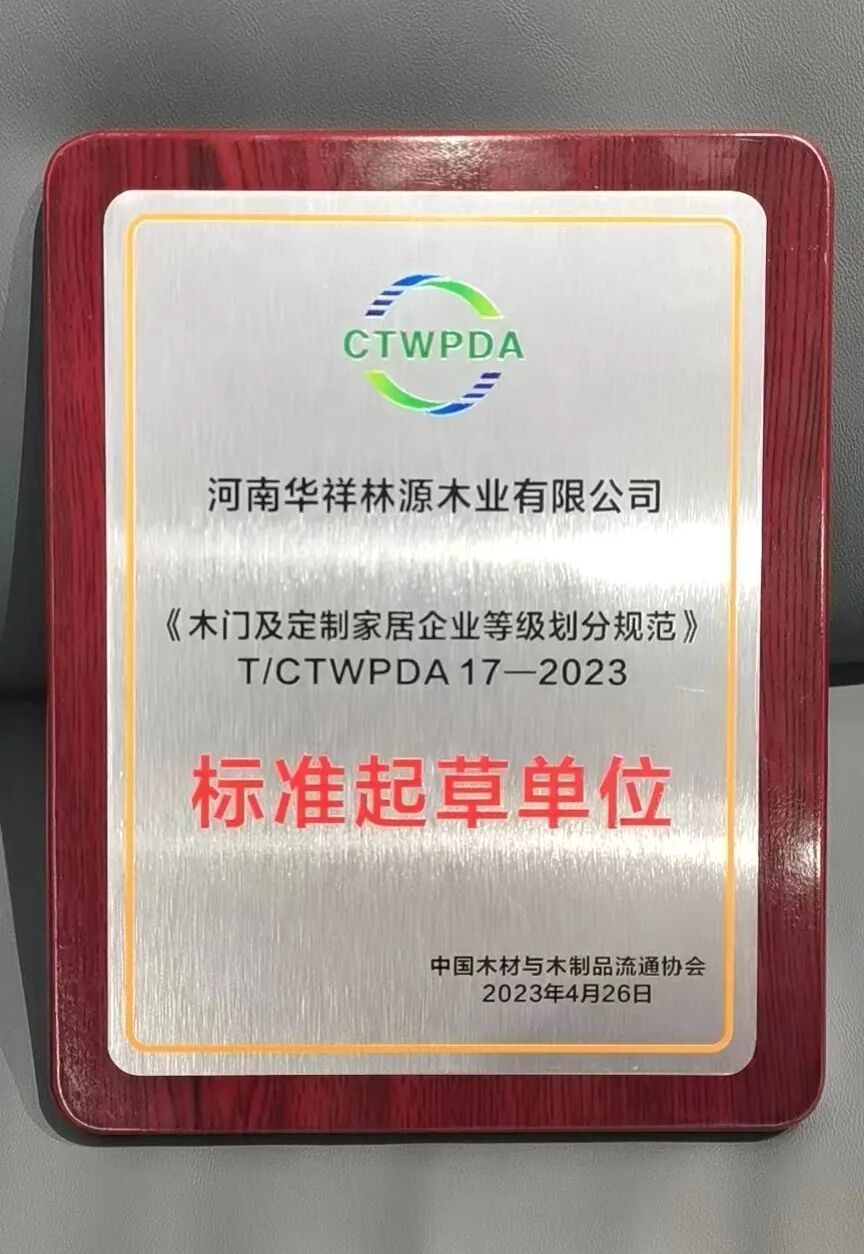 CTWPDA
河南华祥林源木业有限公司
《木门及定制家居企业等级划分规范》
T/CTWPDA 17—2023
标准起草单位
中国木材与木制品流通协会
2023年4月26日